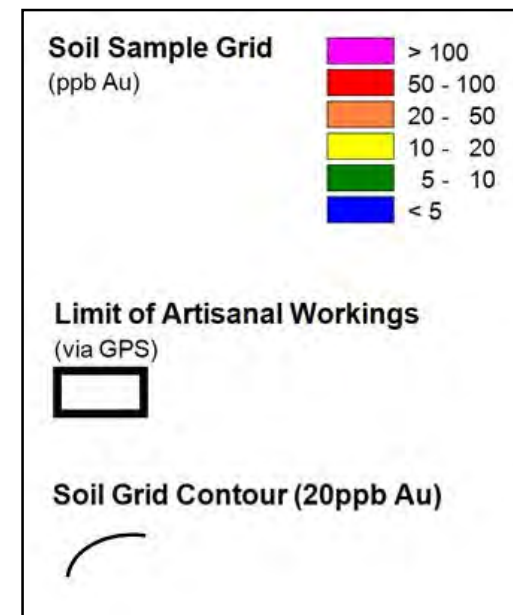 Soil Sample Grid
(ppb Au)
> 100
50 - 100
20 - 50
10 - 20
5 - 10
< 5
Limit of Artisanal Workings
(via GPS)
Soil Grid Contour (20ppb Au)